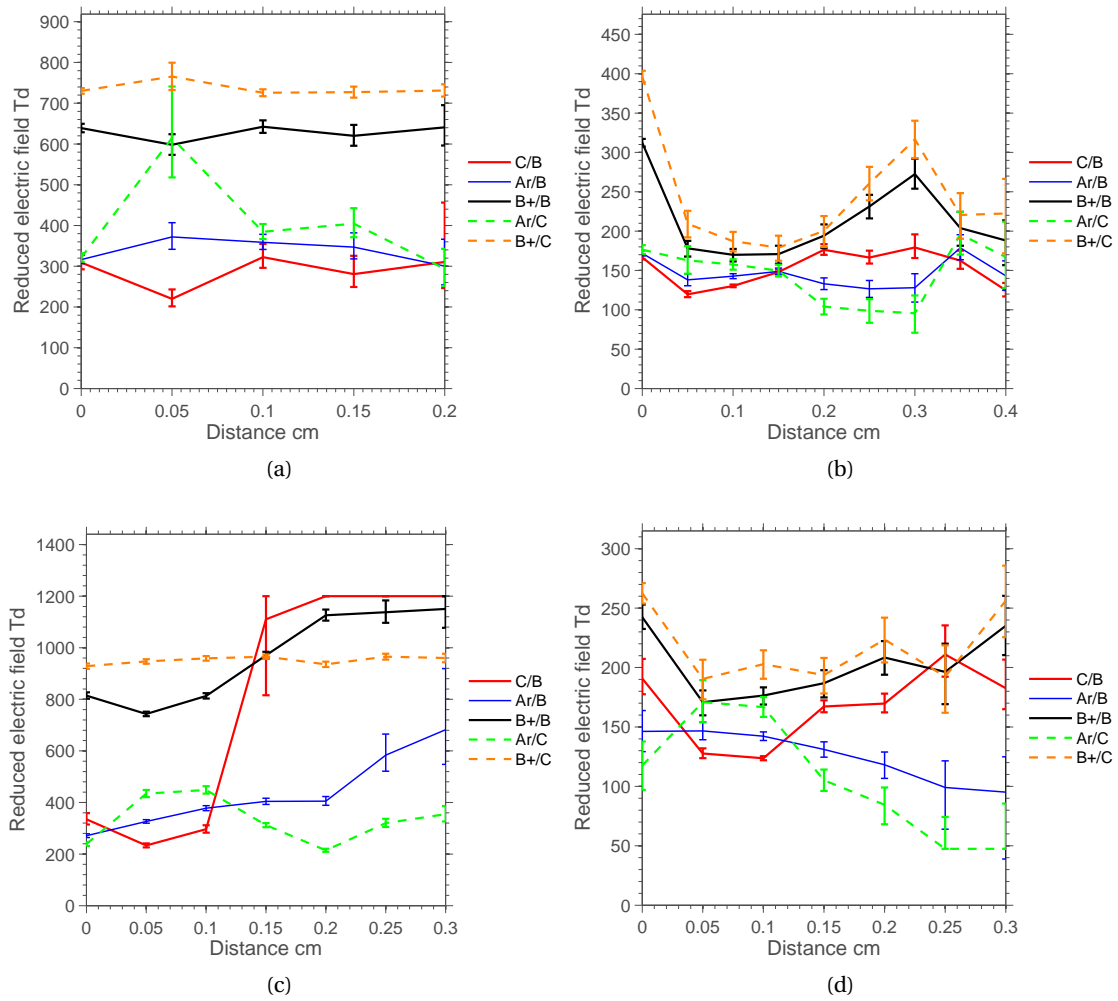 900
800
700
600
500
400
300
200
100
0
Reduced electric field Td
0 0.05 0.1 0.15 0.2
Distance cm
C/B
Ar/B
B+/B
Ar/C
B+/C
(a)
450
400
350
300
250
200
150
100
50
0
Reduced electric field Td
0 0.1 0.2 0.3 0.4
Distance cm
C/B
Ar/B
B+/B
Ar/C
B+/C
(b)
1400
1200
1000
800
600
400
200
0
Reduced electric field Td
0 0.05 0.1 0.15 0.2 0.25 0.3
Distance cm
C/B
Ar/B
B+/B
Ar/C
B+/C
(c)
300
250
200
150
100
50
0
Reduced electric field Td
0 0.05 0.1 0.15 0.2 0.25 0.3
Distance cm
C/B
Ar/B
B+/B
Ar/C
B+/C
(d)